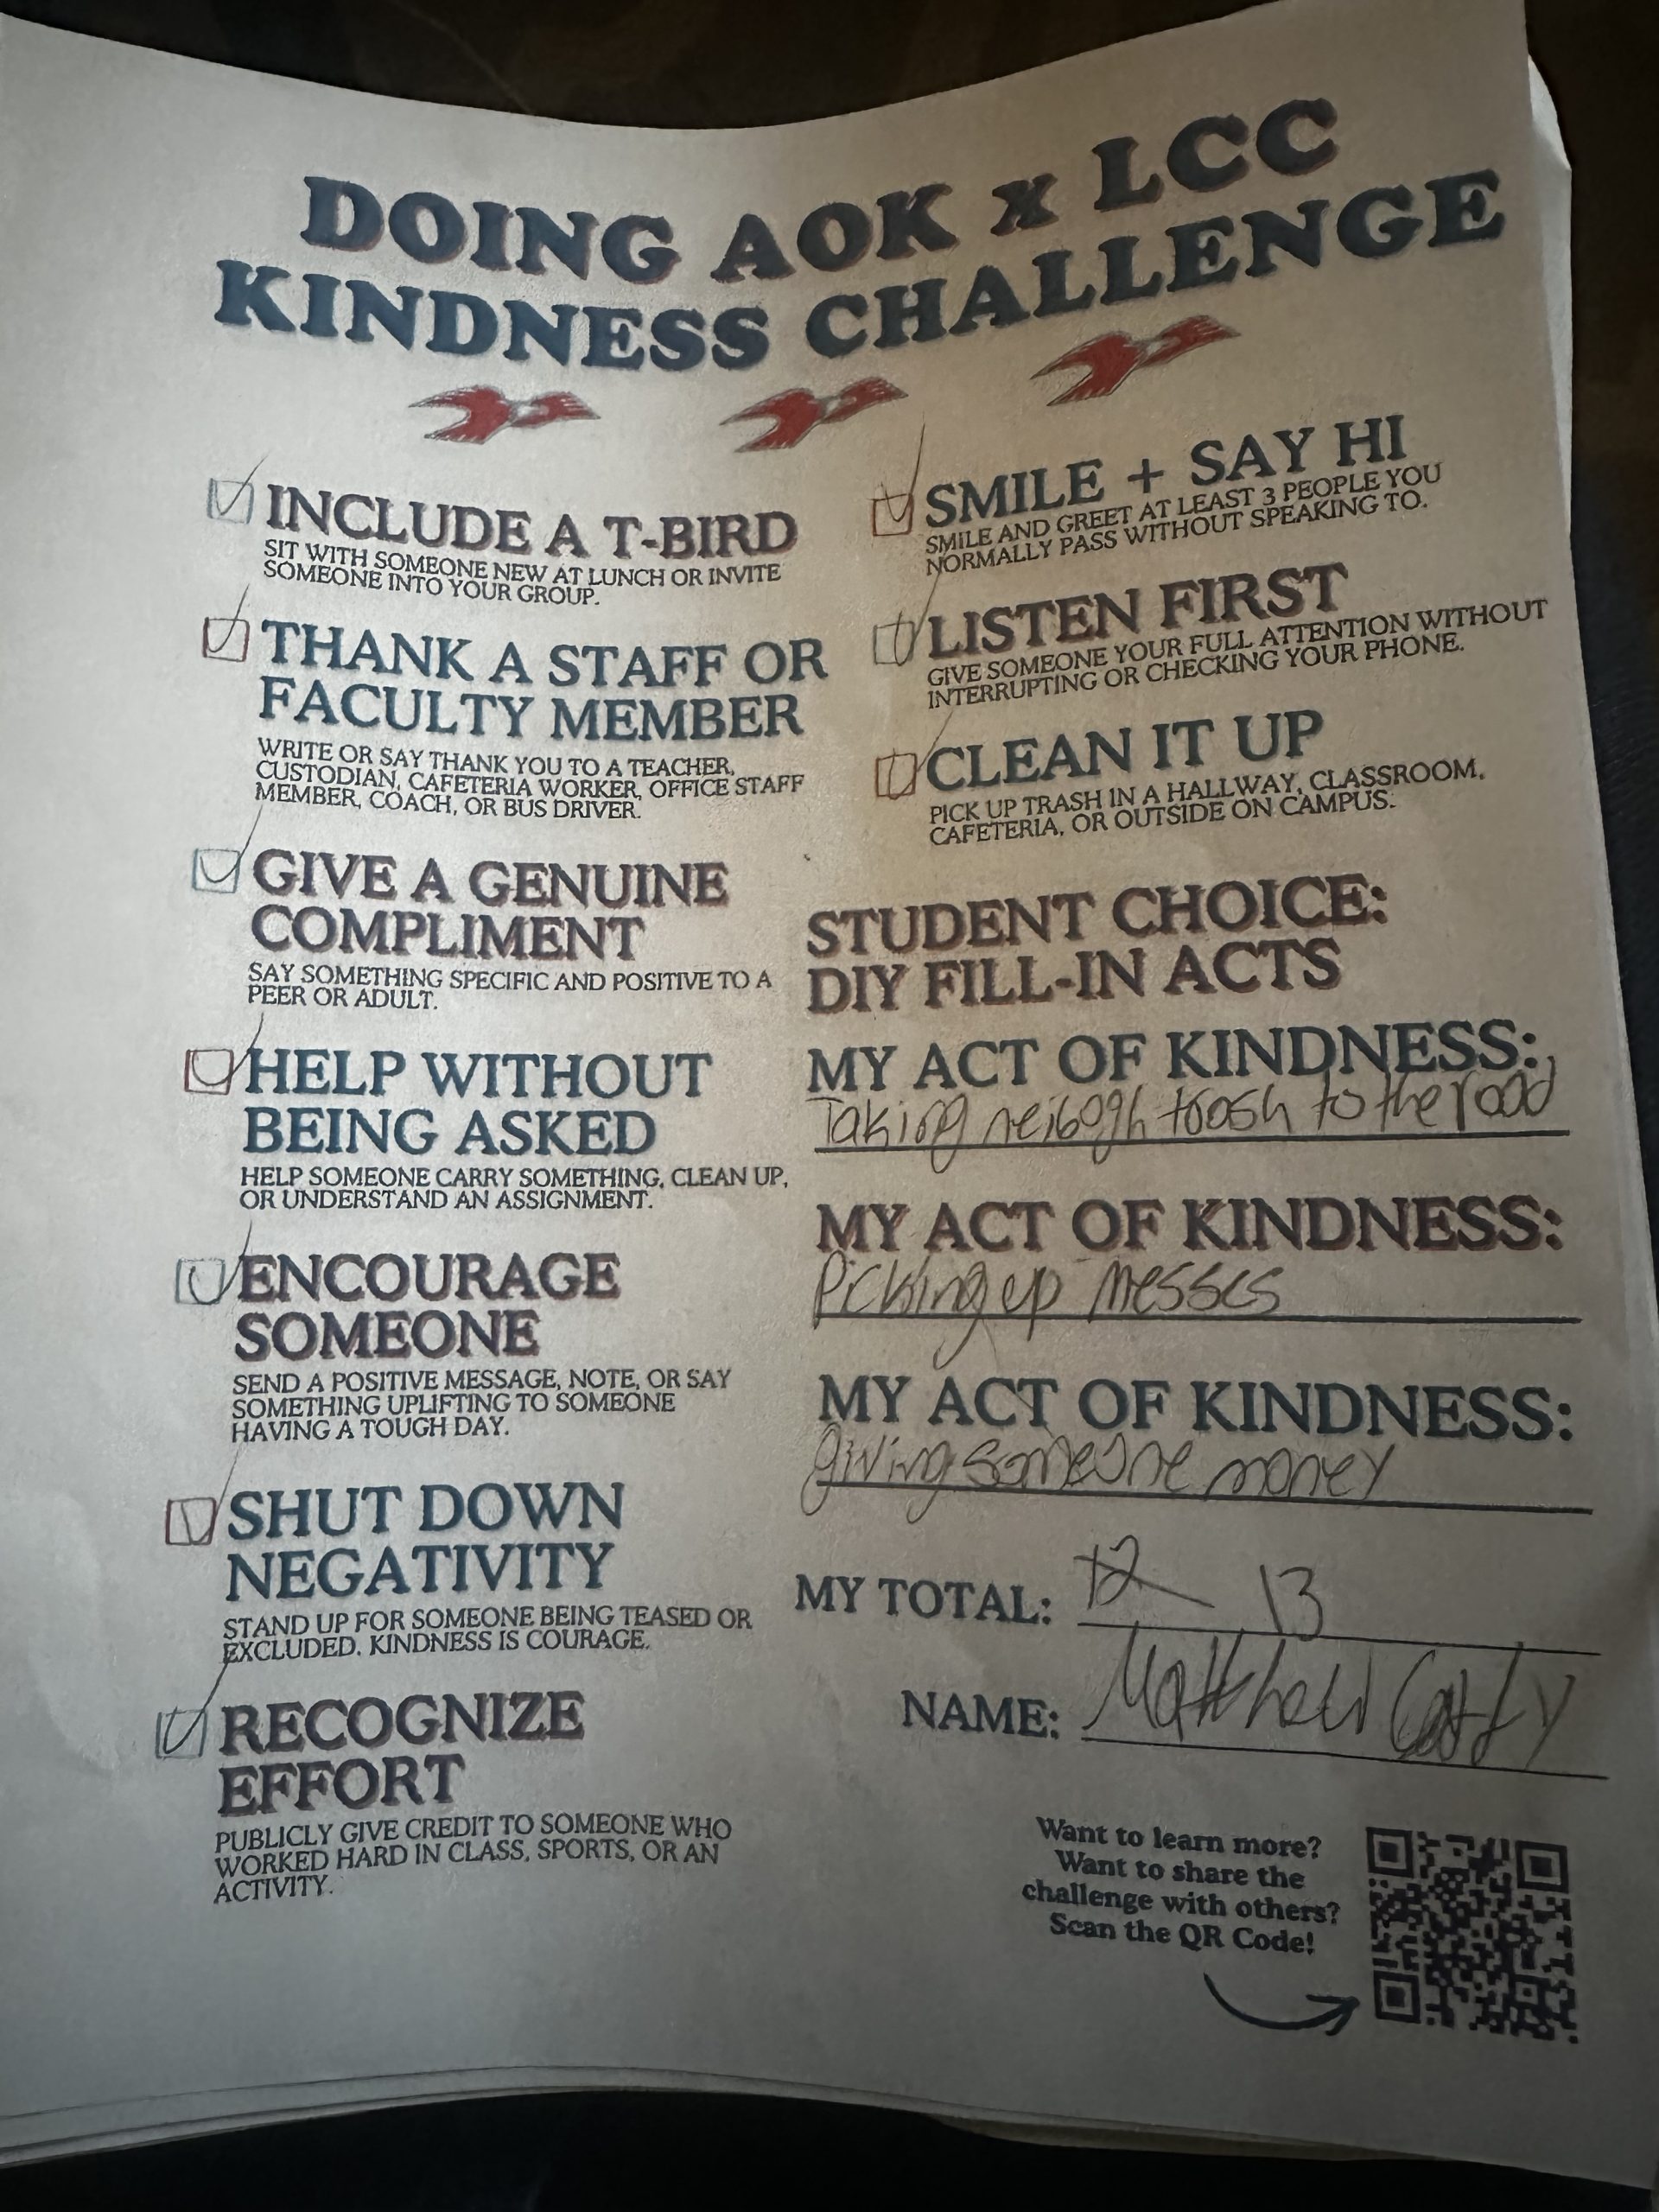 DOING AOK x LCC
KINDNESS CHALLENGE
INCLUDE A T-BIRD
SIT WITH SOMEONE NEW AT LUNCH OR INVITE
SOMEONE INTO YOUR GROUP.
THANK A STAFF OR
FACULTY MEMBER
WRITE OR SAY THANK YOU TO A TEACHER,
CUSTODIAN, CAFETERIA WORKER, OFFICE STAFF
MEMBER, COACH, OR BUS DRIVER.
GIVE A GENUINE
COMPLIMENT
SAY SOMETHING SPECIFIC AND POSITIVE TO A
PEER OR ADULT.
HELP WITHOUT
BEING ASKED
HELP SOMEONE CARRY SOMETHING, CLEAN UP,
OR UNDERSTAND AN ASSIGNMENT.
ENCOURAGE
SOMEONE
SEND A POSITIVE MESSAGE, NOTE, OR SAY
SOMETHING UPLIFTING TO SOMEONE
HAVING A TOUGH DAY.
SHUT DOWN
NEGATIVITY
STAND UP FOR SOMEONE BEING TEASED OR
EXCLUDED. KINDNESS IS COURAGE.
RECOGNIZE
EFFORT
PUBLICLY GIVE CREDIT TO SOMEONE WHO
WORKED HARD IN CLASS, SPORTS, OR AN
ACTIVITY.
SMILE + SAY HI
SMILE AND GREET AT LEAST 3 PEOPLE YOU
NORMALLY PASS WITHOUT SPEAKING TO.
LISTEN FIRST
GIVE SOMEONE YOUR FULL ATTENTION WITHOUT
INTERRUPTING OR CHECKING YOUR PHONE.
CLEAN IT UP
PICK UP TRASH IN A HALLWAY, CLASSROOM,
CAFETERIA, OR OUTSIDE ON CAMPUS.
STUDENT CHOICE:
DIY FILL-IN ACTS
MY ACT OF KINDNESS:
Taking neibogh trash to the road
MY ACT OF KINDNESS:
Picking up messes
MY ACT OF KINDNESS:
giving someone money
MY TOTAL: 12 13
NAME: Matthew
Want to learn more?
Want to share the
challenge with others?
Scan the QR Code!